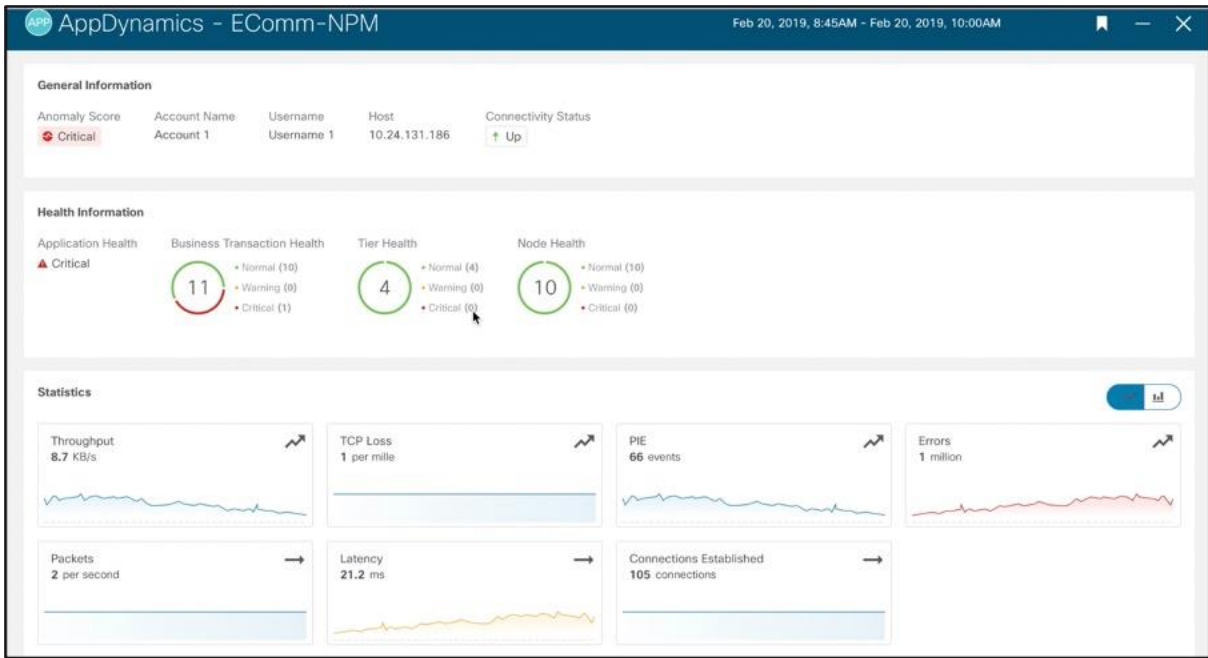 APP AppDynamics - EComm-NPM
Feb 20, 2019, 8:45AM - Feb 20, 2019, 10:00AM
General Information
Anomaly Score Account Name Username Host Connectivity Status
Critical Account 1 Username 1 10.24.131.186 Up
Health Information
Application Health Business Transaction Health Tier Health Node Health
Critical
11
Normal (10)
Warning (0)
Critical (1)
4
Normal (4)
Warning (0)
Critical (0)
10
Normal (10)
Warning (0)
Critical (0)
Statistics
Throughput
8.7 KB/s
TCP Loss
1 per mille
PIE
66 events
Errors
1 million
Packets
2 per second
Latency
21.2 ms
Connections Established
105 connections